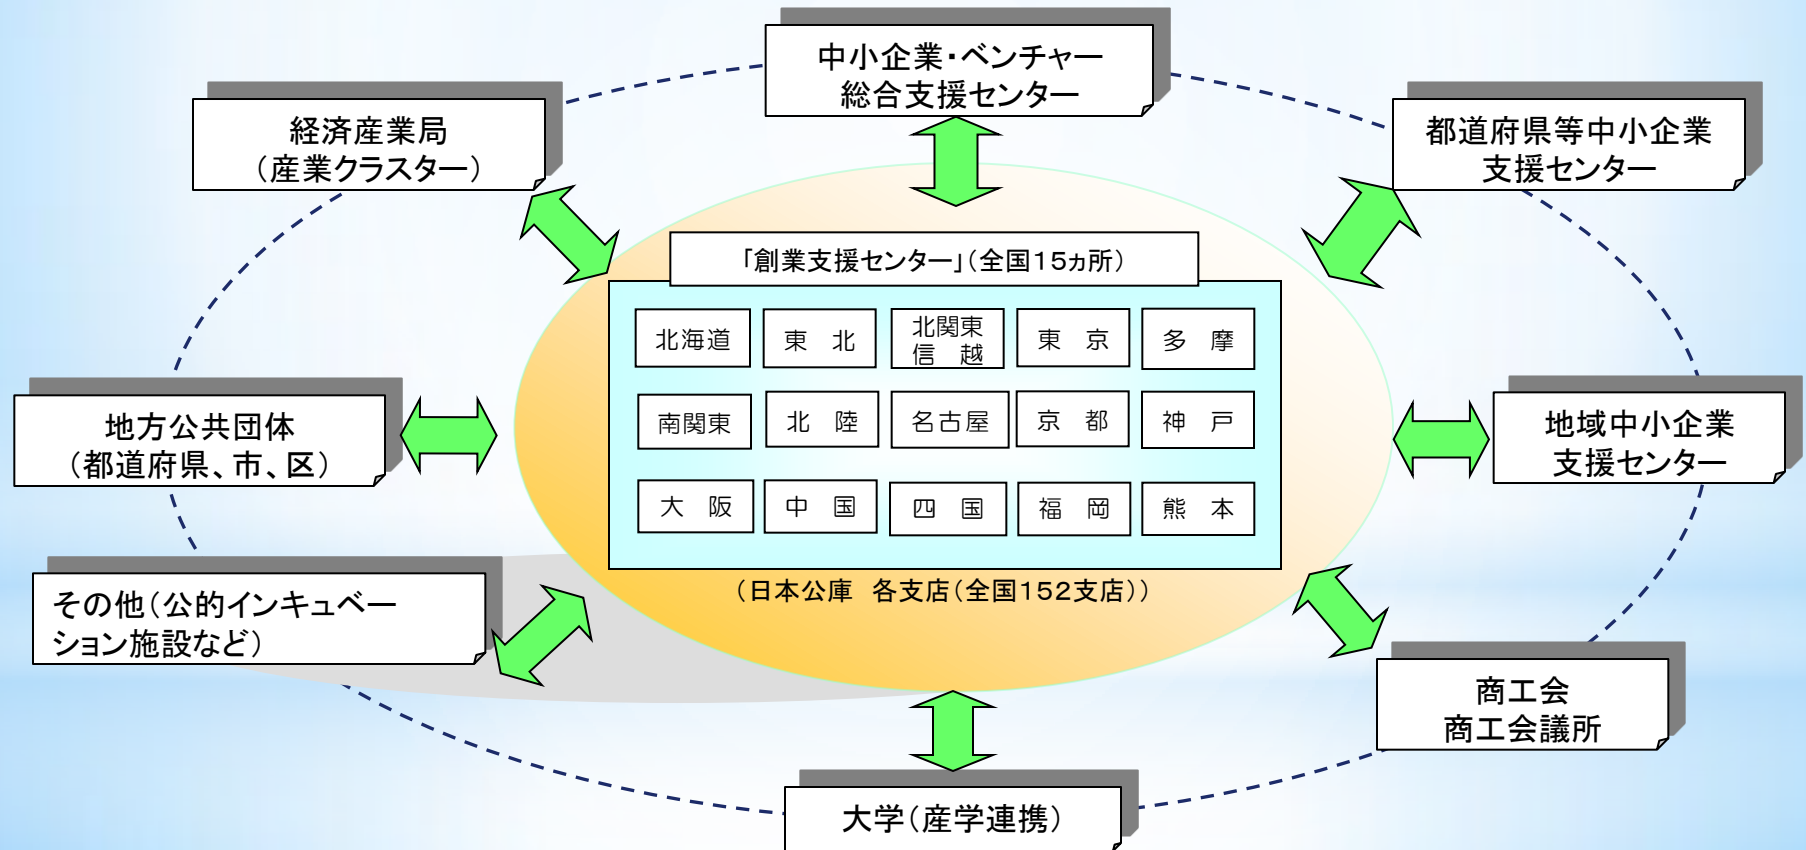 中小企業・ベンチャー
総合支援センター
経済産業局
（産業クラスター）
都道府県等中小企業
支援センター
「創業支援センター」（全国15ヵ所）
北海道
東　北
北関東
信　越
東　京
多　摩
南関東
北　陸
名古屋
京　都
神　戸
大　阪
中　国
四　国
福　岡
熊　本
（日本公庫　各支店（全国152支店））
地方公共団体
（都道府県、市、区）
地域中小企業
支援センター
その他（公的インキュベー
ション施設など）
商工会
商工会議所
大学（産学連携）